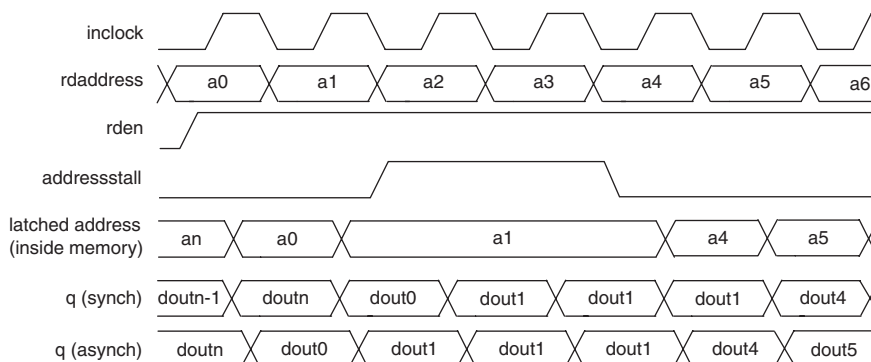 inclock
rdaddress a0 a1 a2 a3 a4 a5 a6
rden
addressstall
latched address
(inside memory) an a0 a1 a4 a5
q (synch) doutn-1 doutn dout0 dout1 dout1 dout1 dout4
q (asynch) doutn dout0 dout1 dout1 dout1 dout4 dout5